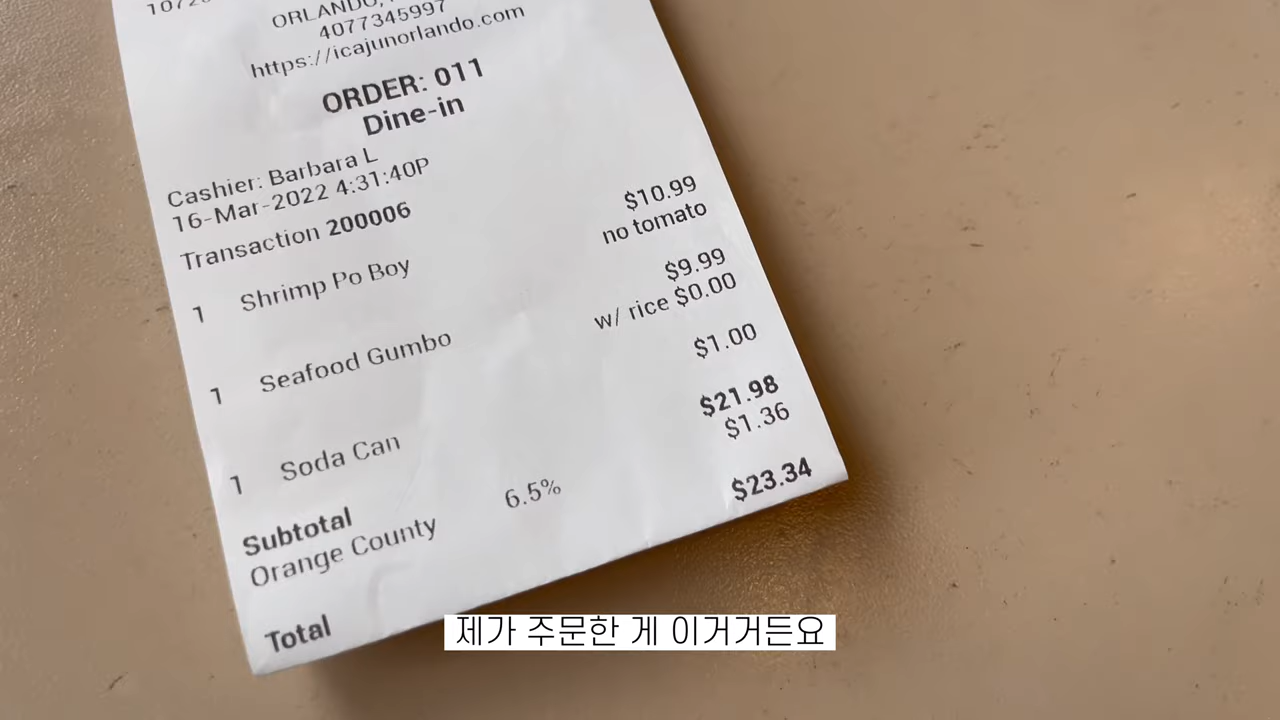 ORLANDO,
4077345997
https://icajunorlando.com
ORDER: 011
Dine-in
Cashier: Barbara L
16-Mar-2022 4:31:40P
Transaction 200006
1 Shrimp Po Boy $10.99
no tomato
1 Seafood Gumbo $9.99
w/ rice $0.00
1 Soda Can $1.00
Subtotal $21.98
Orange County 6.5% $1.36
Total $23.34
제가 주문한 게 이거거든요